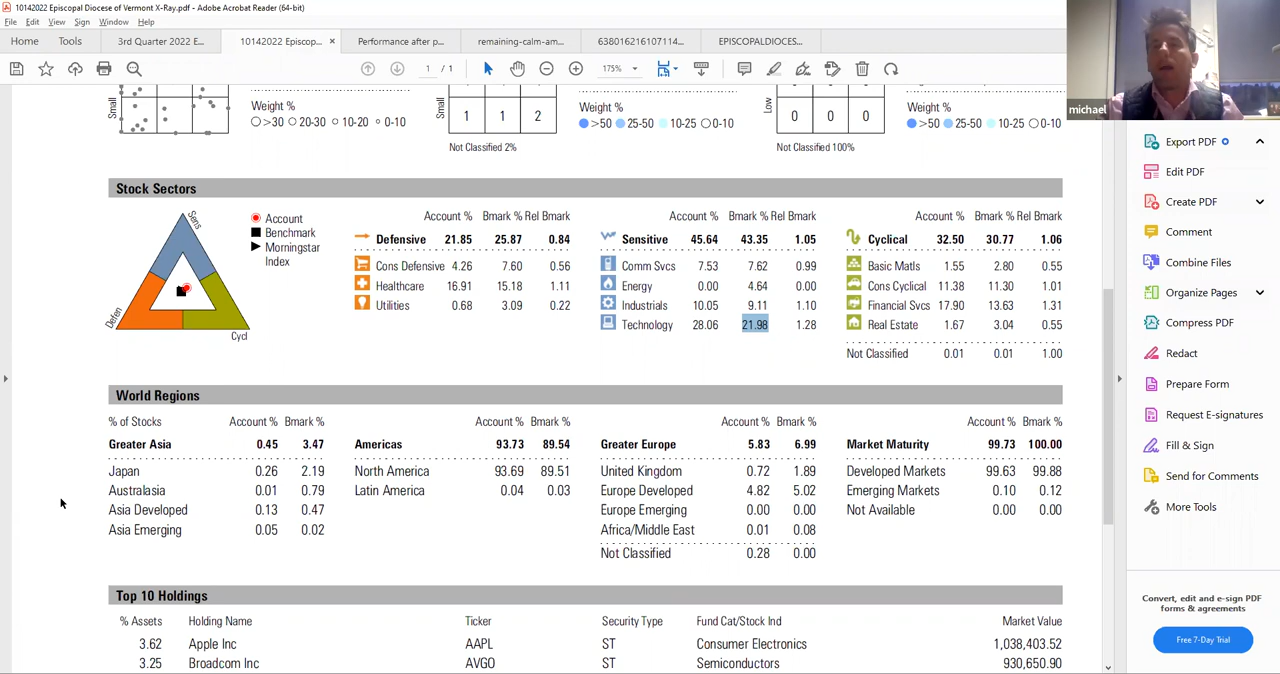 10142022 Episcopal Diocese of Vermont X-Ray.pdf - Adobe Acrobat Reader (64-bit)
File Edit View Sign Window Help
Home Tools 3rd Quarter 2022 E... 10142022 Episcop... × Performance after p... remaining-calm-am... 638016216107114... EPISCOPALDIOCES...
1 / 1 175%
michael
Small
Weight %
>30 20-30 10-20 0-10
Small
1 1 2
Not Classified 2%
Weight %
>50 25-50 10-25 0-10
Low
0 0 0
Not Classified 100%
Weight %
>50 25-50 10-25 0-10
Stock Sectors
Sens
Defen
Cycl
Account
Benchmark
Morningstar
Index
Account % Bmark % Rel Bmark
Defensive 21.85 25.87 0.84
Cons Defensive 4.26 7.60 0.56
Healthcare 16.91 15.18 1.11
Utilities 0.68 3.09 0.22
Account % Bmark % Rel Bmark
Sensitive 45.64 43.35 1.05
Comm Svcs 7.53 7.62 0.99
Energy 0.00 4.64 0.00
Industrials 10.05 9.11 1.10
Technology 28.06 21.98 1.28
Account % Bmark % Rel Bmark
Cyclical 32.50 30.77 1.06
Basic Matls 1.55 2.80 0.55
Cons Cyclical 11.38 11.30 1.01
Financial Svcs 17.90 13.63 1.31
Real Estate 1.67 3.04 0.55
Not Classified 0.01 0.01 1.00
World Regions
% of Stocks Account % Bmark %
Greater Asia 0.45 3.47
Japan 0.26 2.19
Australasia 0.01 0.79
Asia Developed 0.13 0.47
Asia Emerging 0.05 0.02
Account % Bmark %
Americas 93.73 89.54
North America 93.69 89.51
Latin America 0.04 0.03
Account % Bmark %
Greater Europe 5.83 6.99
United Kingdom 0.72 1.89
Europe Developed 4.82 5.02
Europe Emerging 0.00 0.00
Africa/Middle East 0.01 0.08
Not Classified 0.28 0.00
Account % Bmark %
Market Maturity 99.73 100.00
Developed Markets 99.63 99.88
Emerging Markets 0.10 0.12
Not Available 0.00 0.00
Top 10 Holdings
% Assets Holding Name Ticker Security Type Fund Cat/Stock Ind Market Value
3.62 Apple Inc AAPL ST Consumer Electronics 1,038,403.52
3.25 Broadcom Inc AVGO ST Semiconductors 930,650.90
Export PDF
Edit PDF
Create PDF
Comment
Combine Files
Organize Pages
Compress PDF
Redact
Prepare Form
Request E-signatures
Fill & Sign
Send for Comments
More Tools
Convert, edit and e-sign PDF
forms & agreements
Free 7-Day Trial